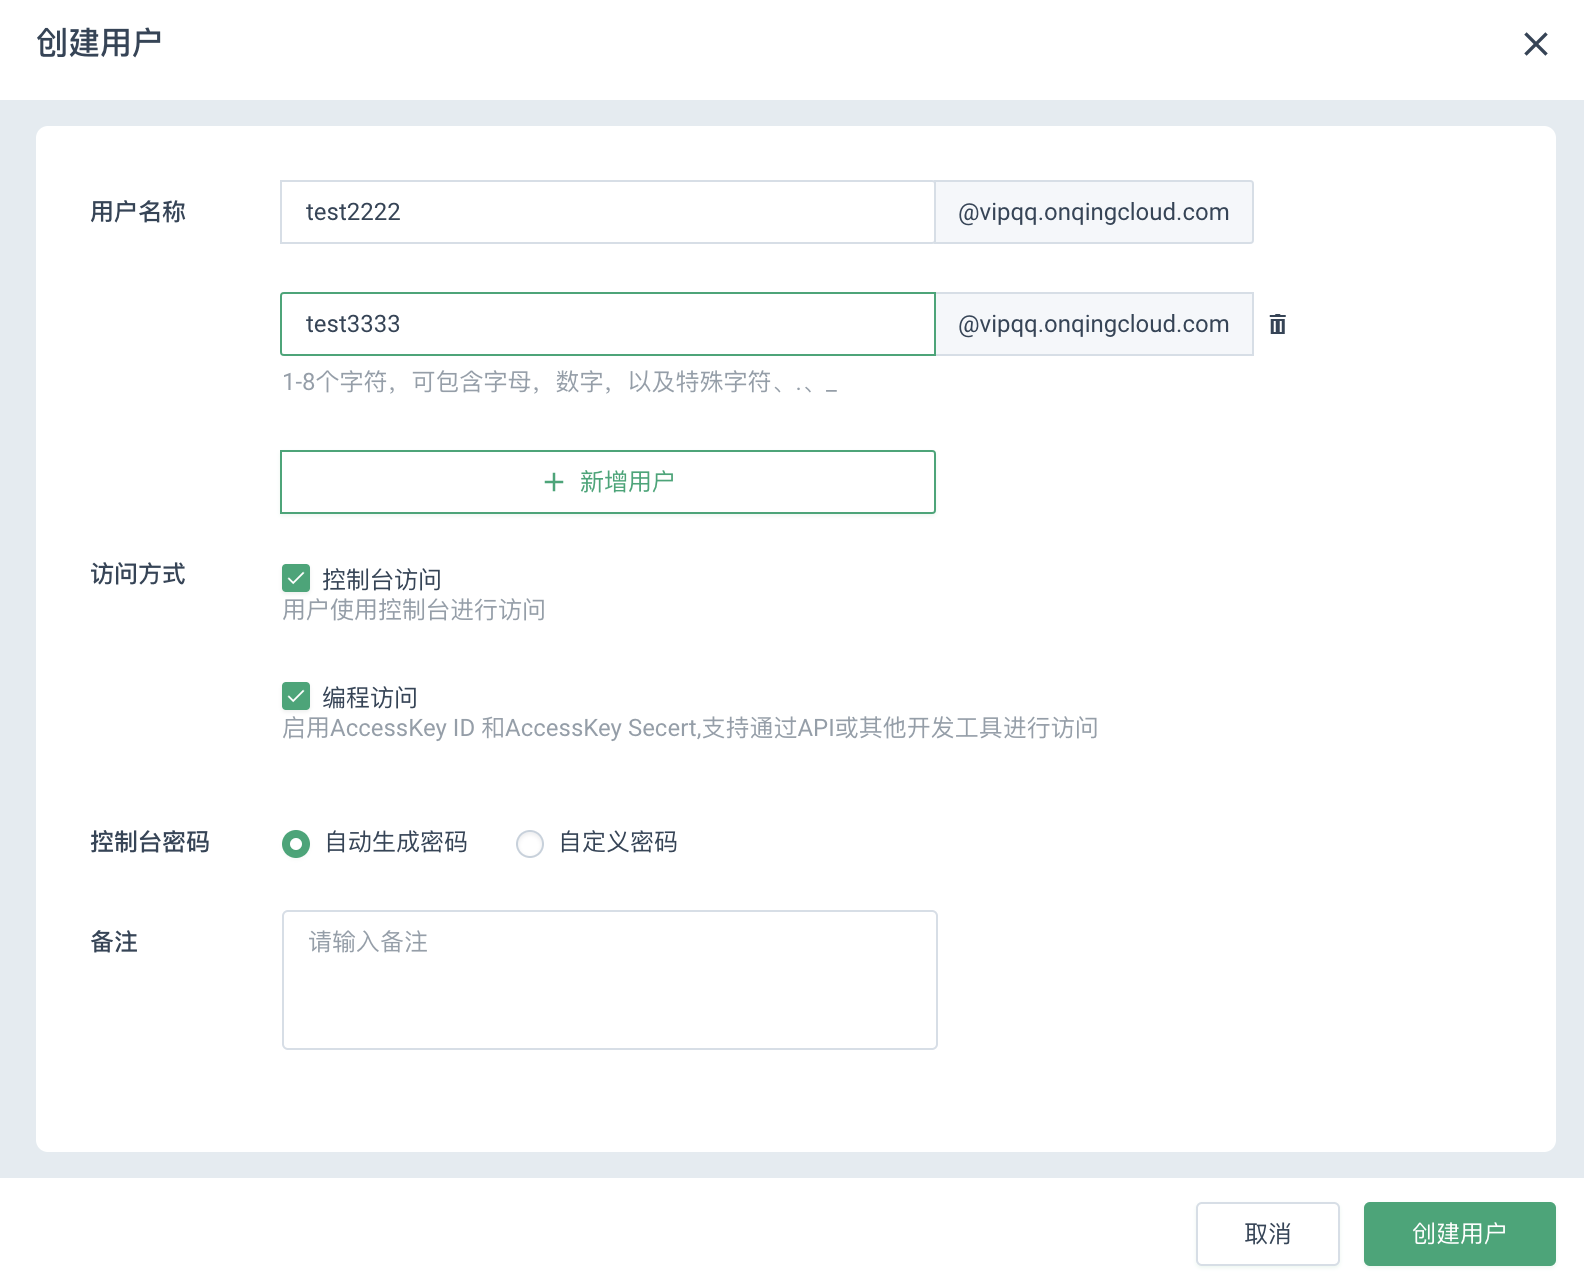 创建用户
用户名称
test2222
@vipqq.onqingcloud.com
test3333
@vipqq.onqingcloud.com
1-8个字符，可包含字母，数字，以及特殊字符、.、_
新增用户
访问方式
控制台访问
用户使用控制台进行访问
编程访问
启用AccessKey ID 和AccessKey Secert,支持通过API或其他开发工具进行访问
控制台密码
自动生成密码
自定义密码
备注
请输入备注
取消
创建用户